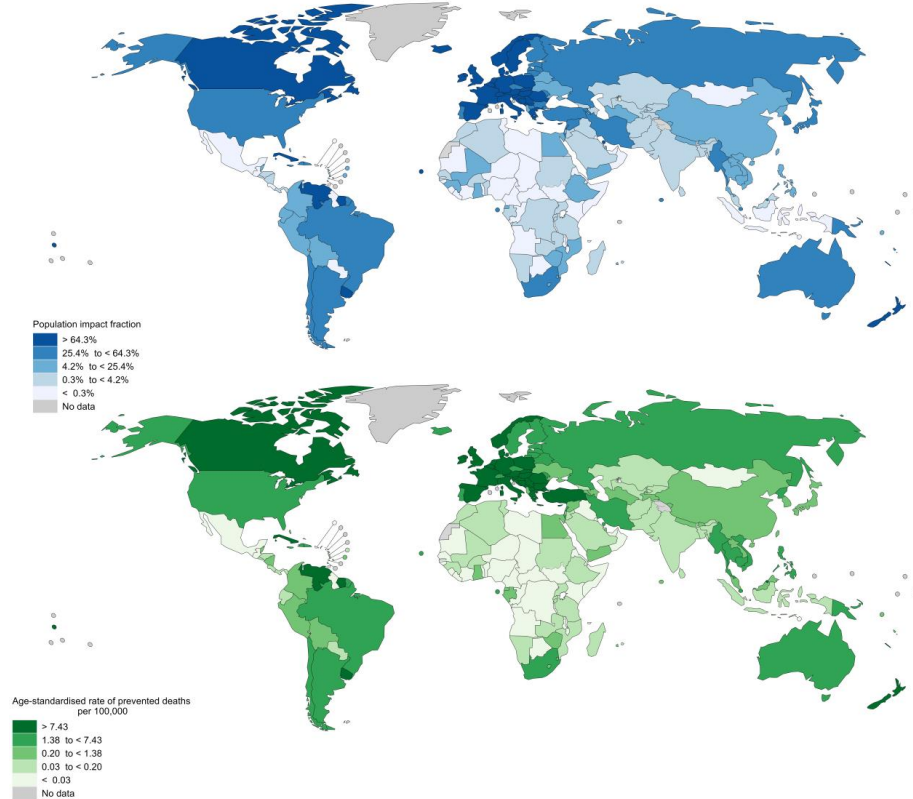 Population impact fraction
> 64.3%
25.4% to < 64.3%
4.2% to < 25.4%
0.3% to < 4.2%
< 0.3%
No data
Age-standardised rate of prevented deaths
per 100,000
> 7.43
1.38 to < 7.43
0.20 to < 1.38
0.03 to < 0.20
< 0.03
No data